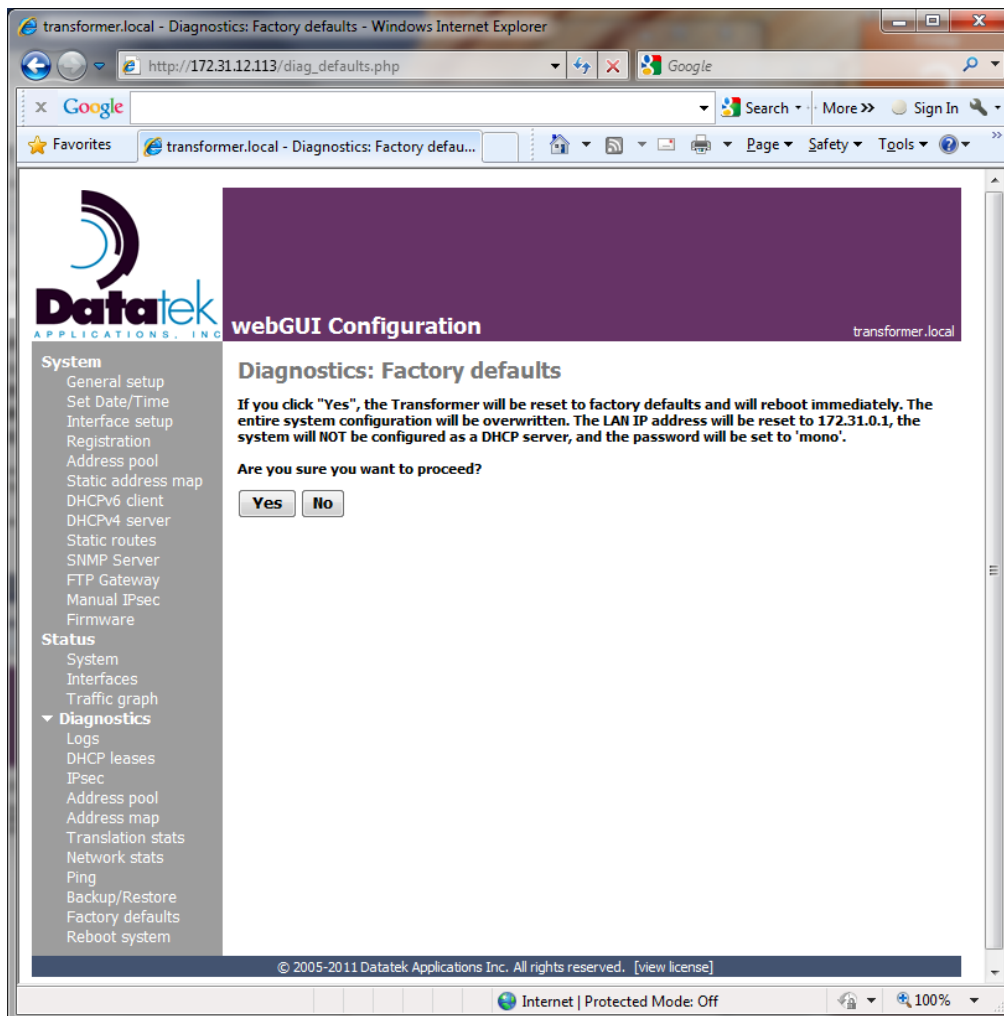 transformer.local - Diagnostics: Factory defaults - Windows Internet Explorer
http://172.31.12.113/diag_defaults.php
Google
x Google
Search
More >>
Sign In
Favorites
transformer.local - Diagnostics: Factory defau...
Page
Safety
Tools
Datatek
APPLICATIONS, INC
webGUI Configuration
transformer.local
System
General setup
Set Date/Time
Interface setup
Registration
Address pool
Static address map
DHCPv6 client
DHCPv4 server
Static routes
SNMP Server
FTP Gateway
Manual IPsec
Firmware
Status
System
Interfaces
Traffic graph
Diagnostics
Logs
DHCP leases
IPsec
Address pool
Address map
Translation stats
Network stats
Ping
Backup/Restore
Factory defaults
Reboot system
Diagnostics: Factory defaults
If you click "Yes", the Transformer will be reset to factory defaults and will reboot immediately. The
entire system configuration will be overwritten. The LAN IP address will be reset to 172.31.0.1, the
system will NOT be configured as a DHCP server, and the password will be set to 'mono'.
Are you sure you want to proceed?
Yes
No
© 2005-2011 Datatek Applications Inc. All rights reserved. [view license]
Internet | Protected Mode: Off
100%